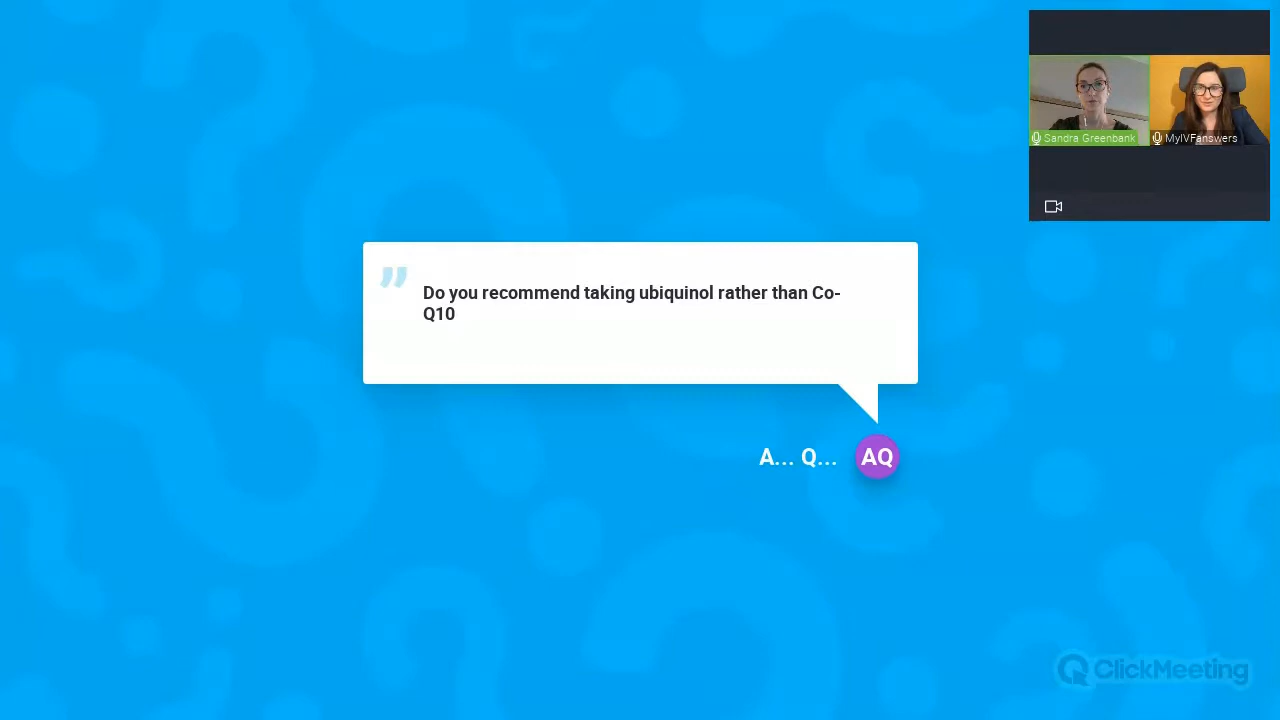 Sandra Greenbank
MyIVFanswers
”
Do you recommend taking ubiquinol rather than Co-
Q10
A... Q...
AQ
ClickMeeting